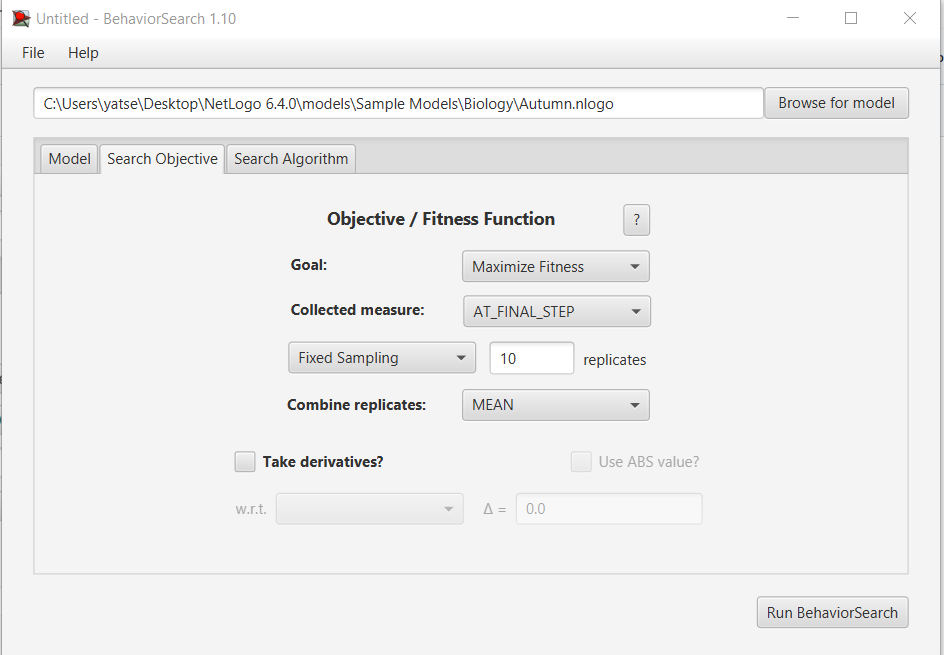 Untitled - BehaviorSearch 1.10
File Help
C:\Users\yatse\Desktop\NetLogo 6.4.0\models\Sample Models\Biology\Autumn.nlogo Browse for model
Model Search Objective Search Algorithm
Objective / Fitness Function ?
Goal: Maximize Fitness
Collected measure: AT_FINAL_STEP
Fixed Sampling 10 replicates
Combine replicates: MEAN
Take derivatives? Use ABS value?
w.r.t. Δ = 0.0
Run BehaviorSearch